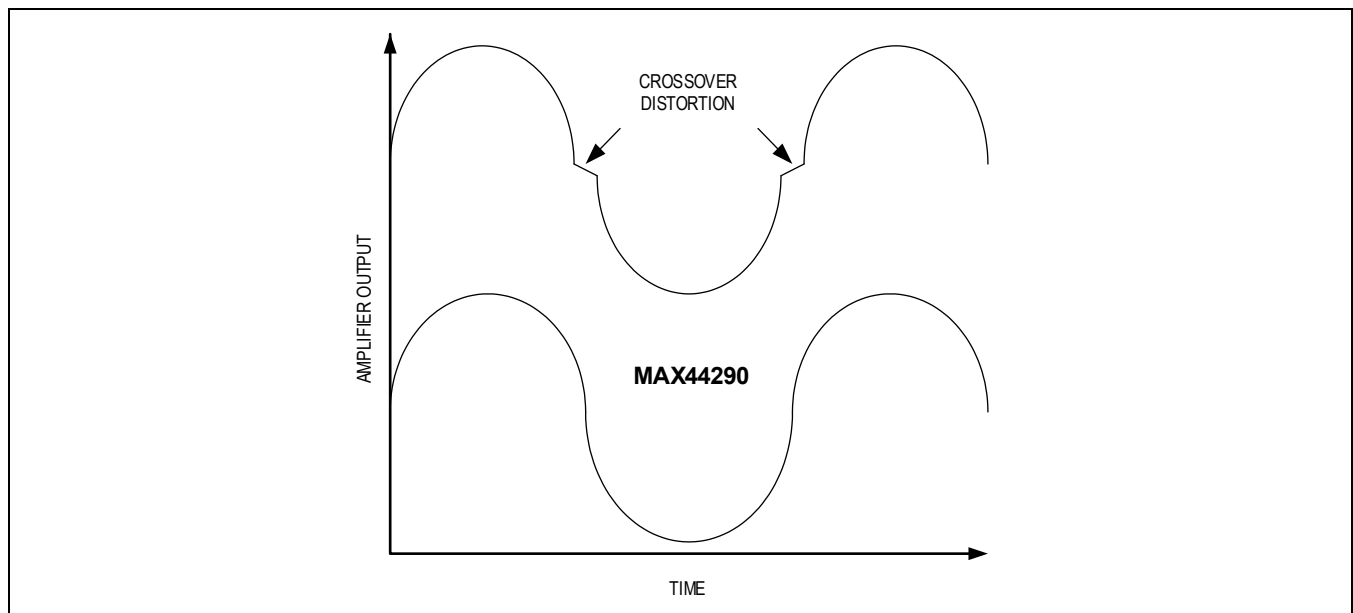 CROSSOVER
DISTORTION
AMPLIFIER OUTPUT
MAX44290
TIME